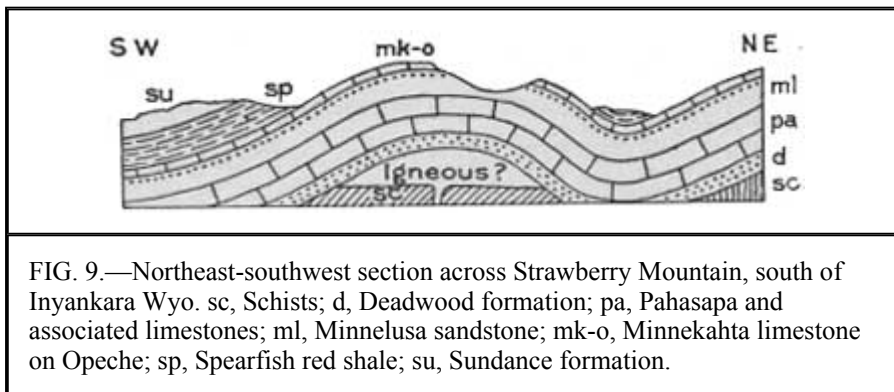 SW
NE
mk-o
su
sp
ml
pa
Igneous?
d
sc
sc
FIG. 9.—Northeast-southwest section across Strawberry Mountain, south of
Inyankara Wyo. sc, Schists; d, Deadwood formation; pa, Pahasapa and
associated limestones; ml, Minnelusa sandstone; mk-o, Minnekahta limestone
on Opeche; sp, Spearfish red shale; su, Sundance formation.